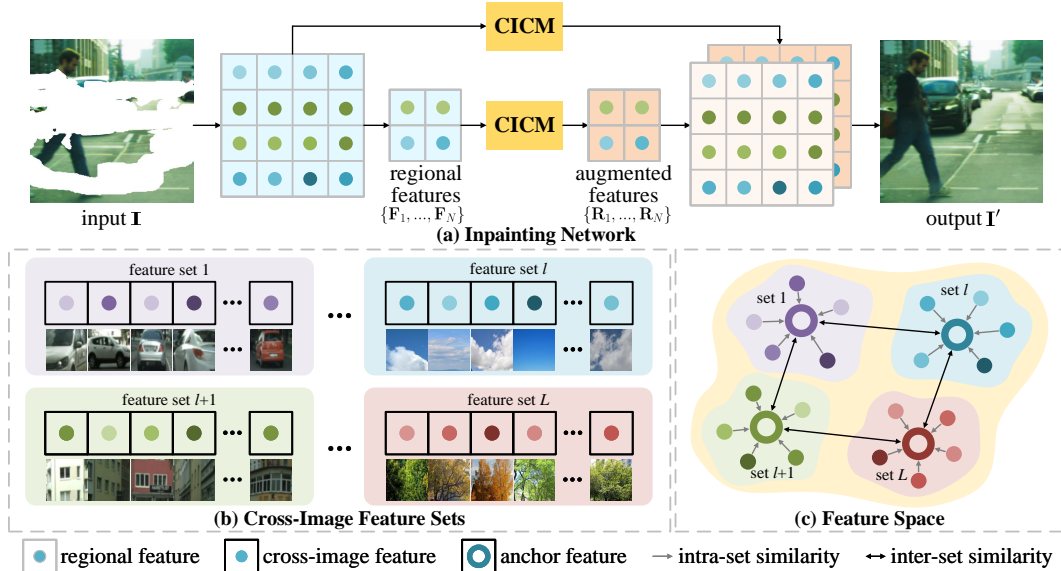 CICM
CICM
regional
features
{F₁, ..., F_N}
augmented
features
{R₁, ..., R_N}
input I
output I′
(a) Inpainting Network
feature set 1
feature set l
feature set l+1
feature set L
(b) Cross-Image Feature Sets
set 1
set l
set l+1
set L
(c) Feature Space
regional feature
cross-image feature
anchor feature
intra-set similarity
inter-set similarity